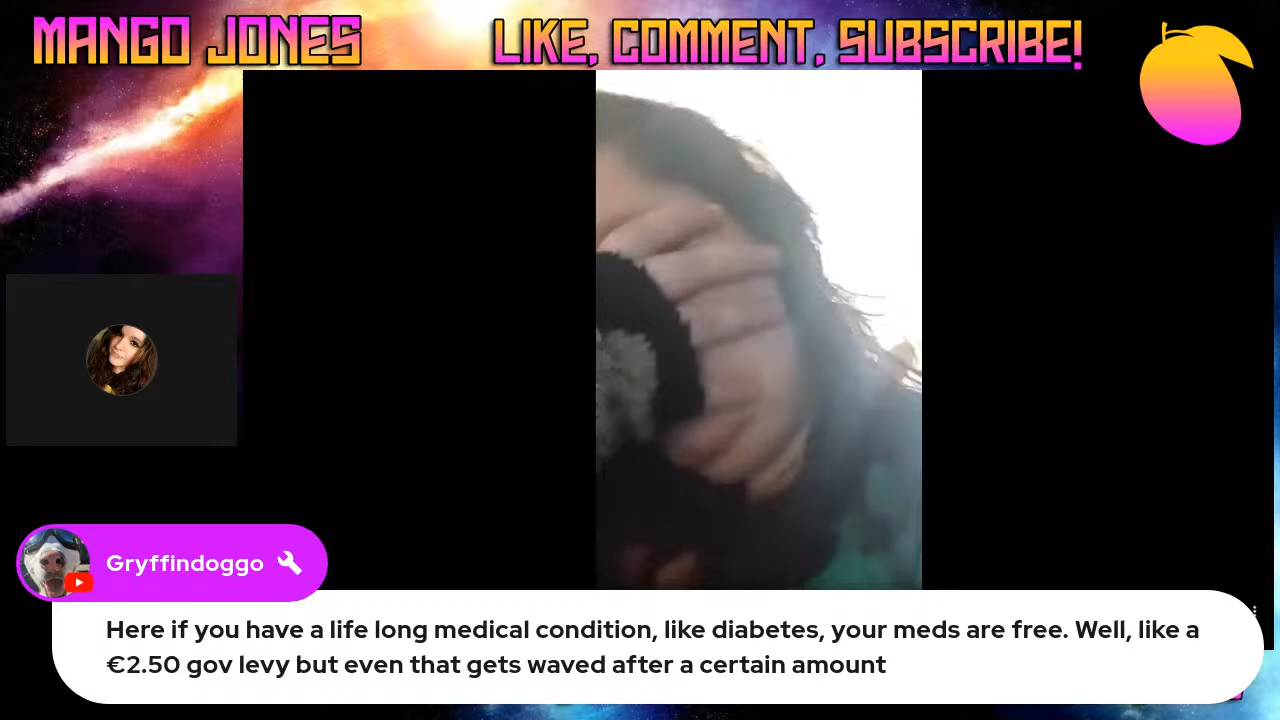 MANGO JONES
LIKE, COMMENT, SUBSCRIBE!
Gryffindoggo
Here if you have a life long medical condition, like diabetes, your meds are free. Well, like a
€2.50 gov levy but even that gets waved after a certain amount